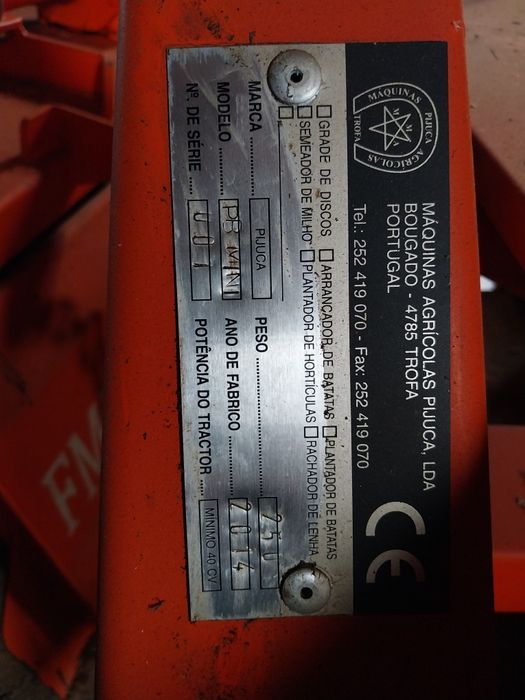 MÁQUINAS PIJUCA AGRÍCOLAS
TROFA
MÁQUINAS AGRÍCOLAS PIJUCA, LDA
BOUGADO - 4785 TROFA
PORTUGAL
Tel.: 252 419 070 - Fax: 252 419 070
CE
GRADE DE DISCOS ARRANCADOR DE BATATAS PLANTADOR DE BATATAS
SEMEADOR DE MILHO PLANTADOR DE HORTÍCULAS RACHADOR DE LENHA
MARCA ........ PIJUCA PESO ........ 250
MODELO ..... PB MINI ANO DE FABRICO ..... 2014
Nº. DE SÉRIE ..... 001 POTÊNCIA DO TRACTOR ..... MÍNIMO 40 CV
FM